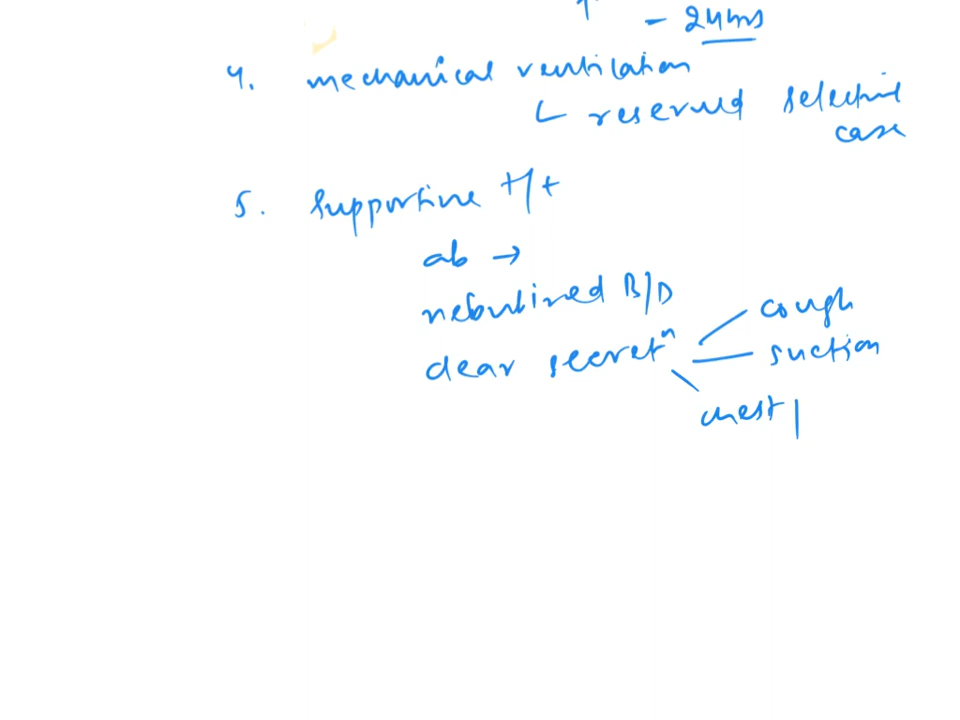 ↑ - 24hrs
4. mechanical ventilation
↳ reserved selective
case
5. Supportive t/t
ab →
nebulized B/D
clear secretⁿ
cough
suction
chest p